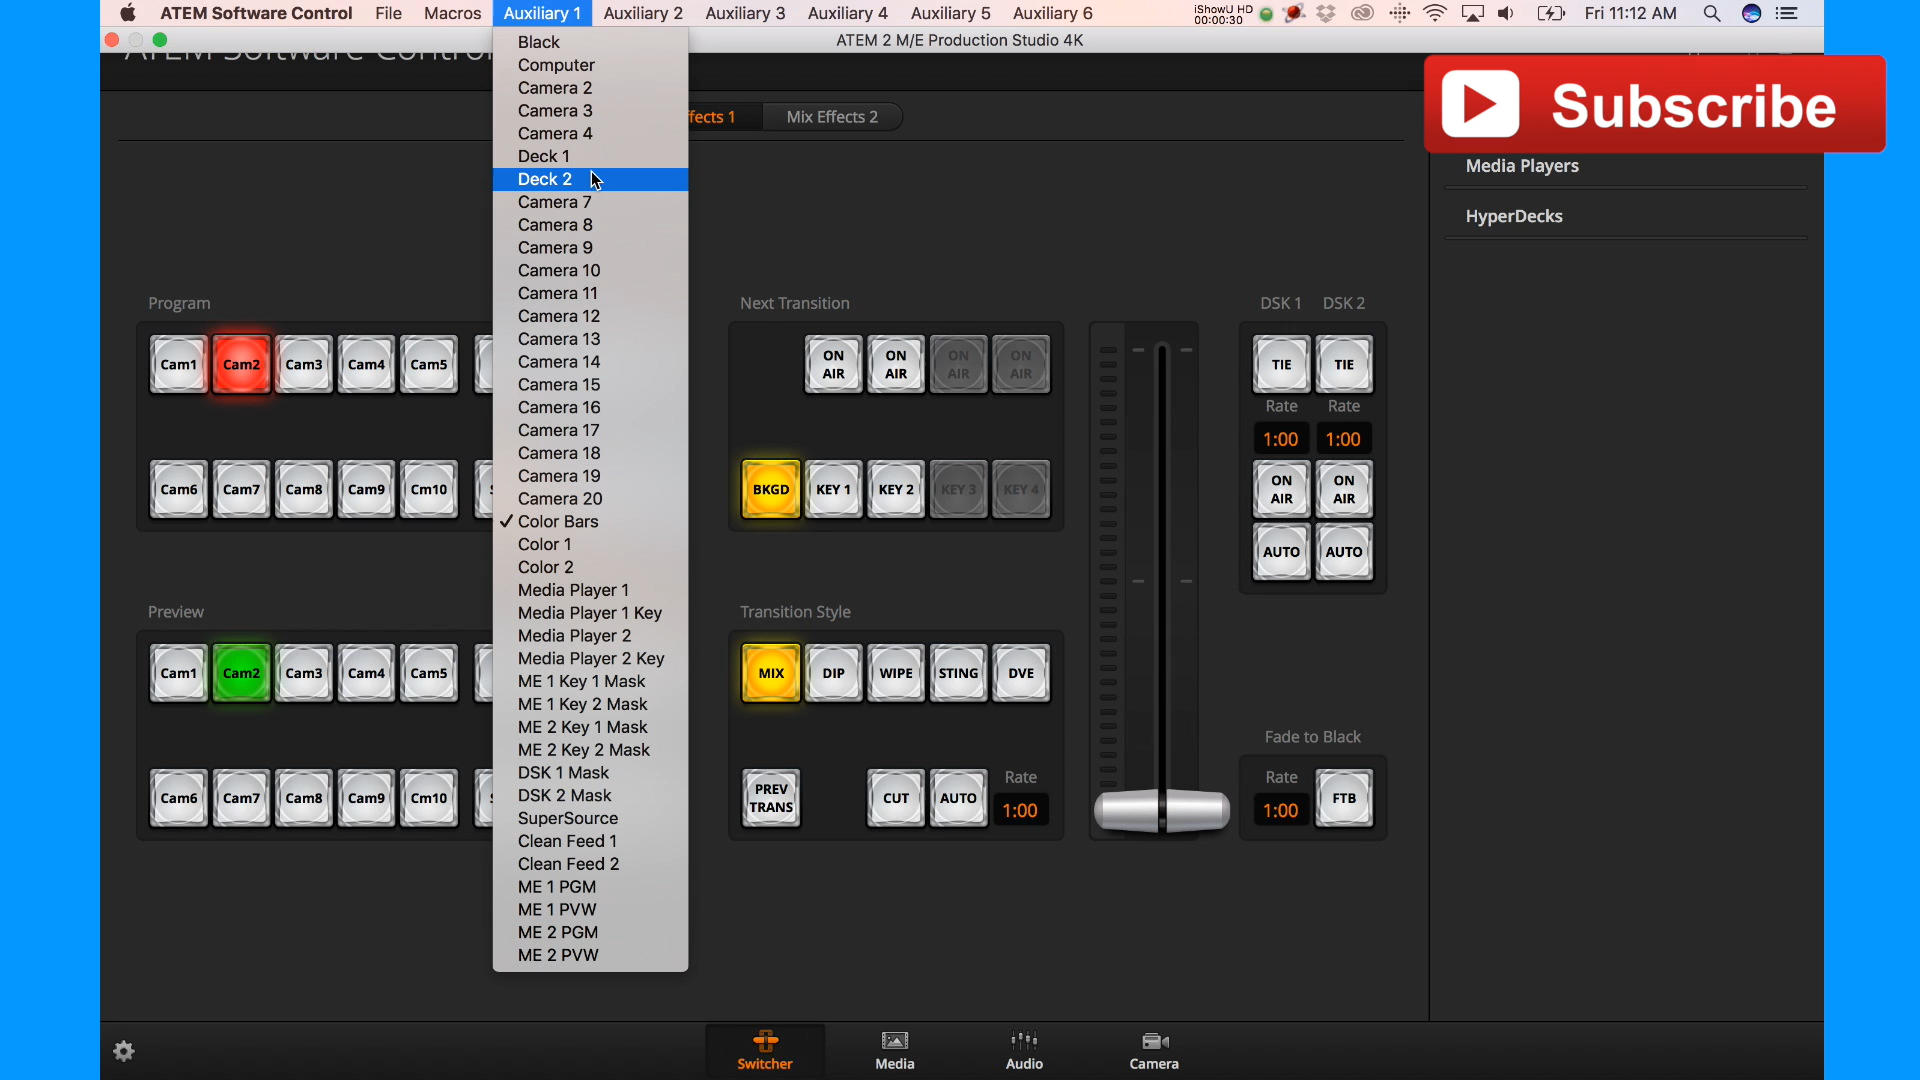 ATEM Software Control File Macros Auxiliary 1 Auxiliary 2 Auxiliary 3 Auxiliary 4 Auxiliary 5 Auxiliary 6 iShowU HD 00:00:30 Fri 11:12 AM
ATEM 2 M/E Production Studio 4K
ATEM Software Contro
Subscribe
Black
Computer
Camera 2
Camera 3
Camera 4
Deck 1
Deck 2
Camera 7
Camera 8
Camera 9
Camera 10
Camera 11
Camera 12
Camera 13
Camera 14
Camera 15
Camera 16
Camera 17
Camera 18
Camera 19
Camera 20
✓ Color Bars
Color 1
Color 2
Media Player 1
Media Player 1 Key
Media Player 2
Media Player 2 Key
ME 1 Key 1 Mask
ME 1 Key 2 Mask
ME 2 Key 1 Mask
ME 2 Key 2 Mask
DSK 1 Mask
DSK 2 Mask
SuperSource
Clean Feed 1
Clean Feed 2
ME 1 PGM
ME 1 PVW
ME 2 PGM
ME 2 PVW
fects 1 Mix Effects 2
Media Players
HyperDecks
Program
Cam1 Cam2 Cam3 Cam4 Cam5
Cam6 Cam7 Cam8 Cam9 Cm10
Preview
Cam1 Cam2 Cam3 Cam4 Cam5
Cam6 Cam7 Cam8 Cam9 Cm10
Next Transition
ON AIR ON AIR ON AIR ON AIR
BKGD KEY 1 KEY 2 KEY 3 KEY 4
Transition Style
MIX DIP WIPE STING DVE
PREV TRANS CUT AUTO Rate 1:00
DSK 1 DSK 2
TIE TIE
Rate Rate
1:00 1:00
ON AIR ON AIR
AUTO AUTO
Fade to Black
Rate
1:00 FTB
Switcher Media Audio Camera